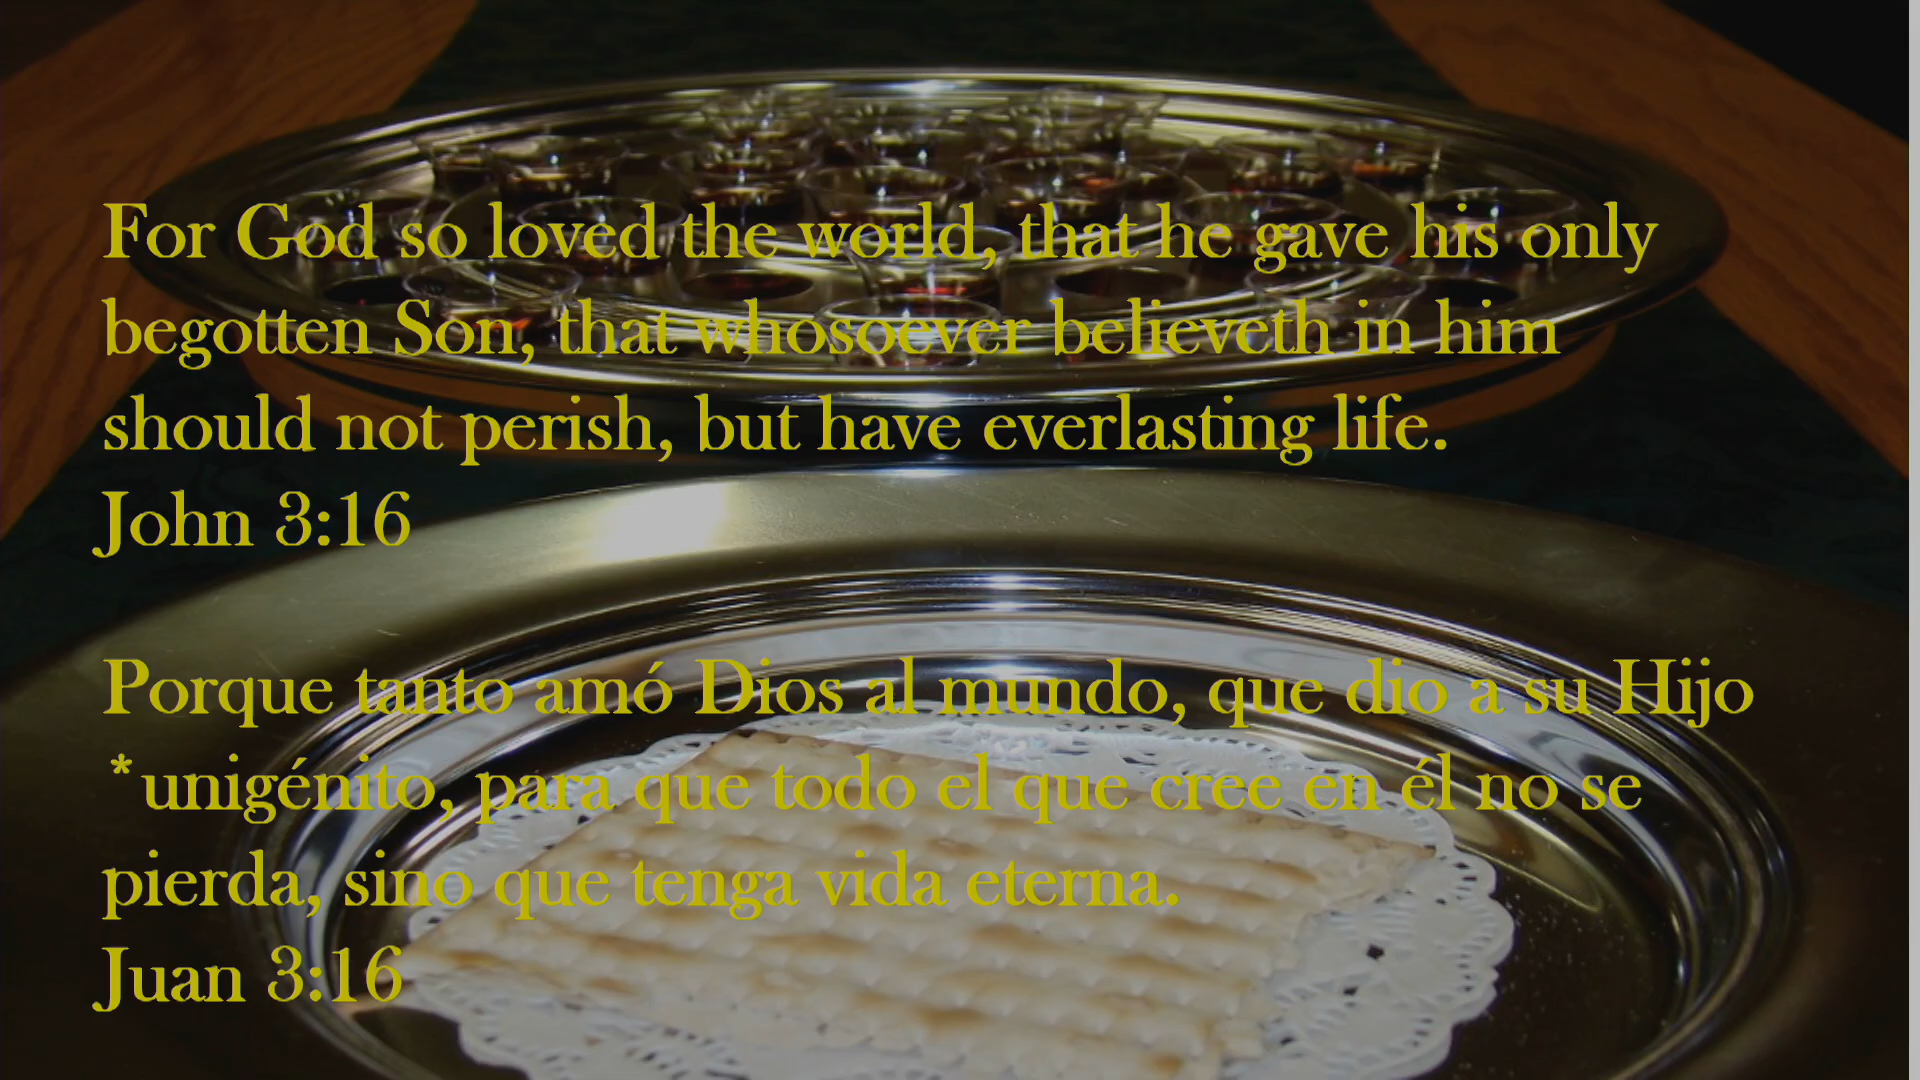 For God so loved the world, that he gave his only
begotten Son, that whosoever believeth in him
should not perish, but have everlasting life.
John 3:16
Porque tanto amó Dios al mundo, que dio a su Hijo
*unigénito, para que todo el que cree en él no se
pierda, sino que tenga vida eterna.
Juan 3:16